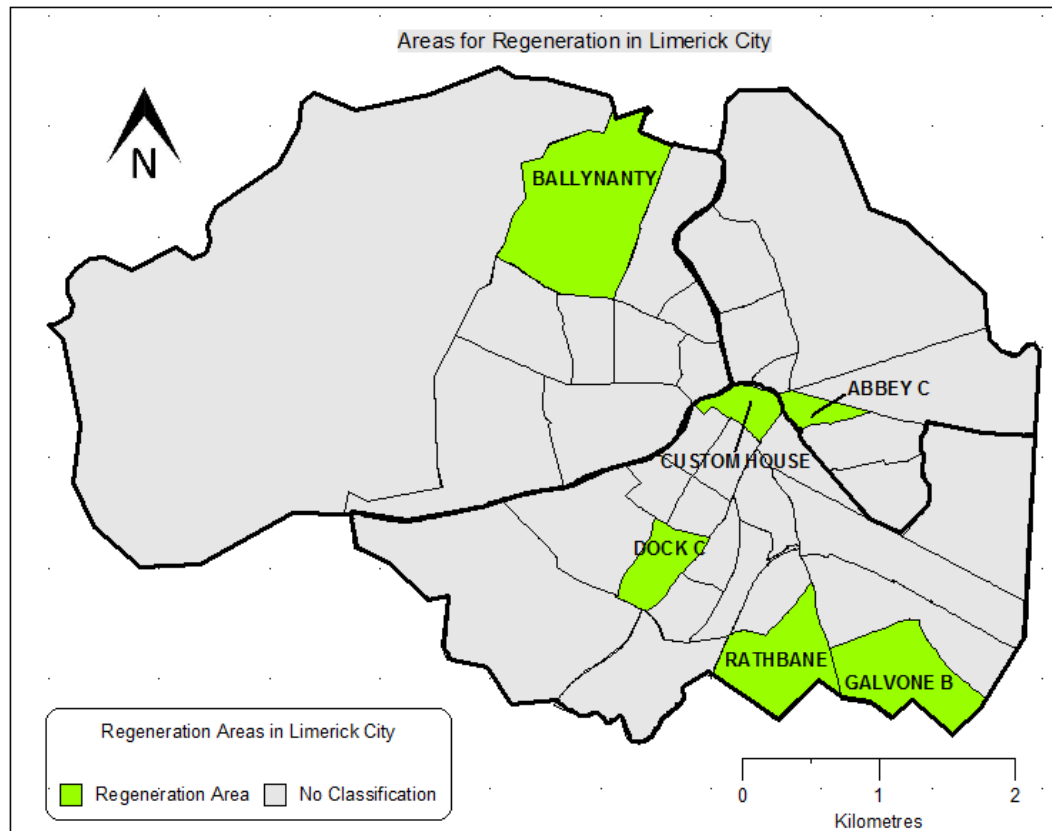 Areas for Regeneration in Limerick City
N
BALLYNANTY
ABBEY C
CUSTOM HOUSE
DOCK C
RATHBANE
GALVONE B
Regeneration Areas in Limerick City
Regeneration Area
No Classification
0 1 2
Kilometres